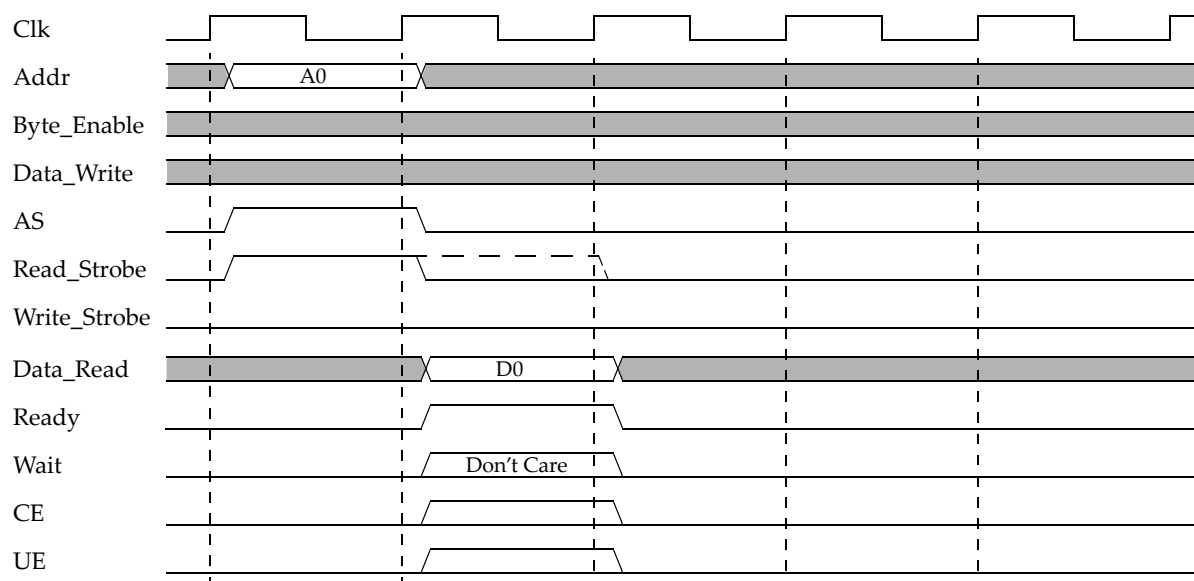 Clk
Addr
A0
Byte_Enable
Data_Write
AS
Read_Strobe
Write_Strobe
Data_Read
D0
Ready
Wait
Don’t Care
CE
UE